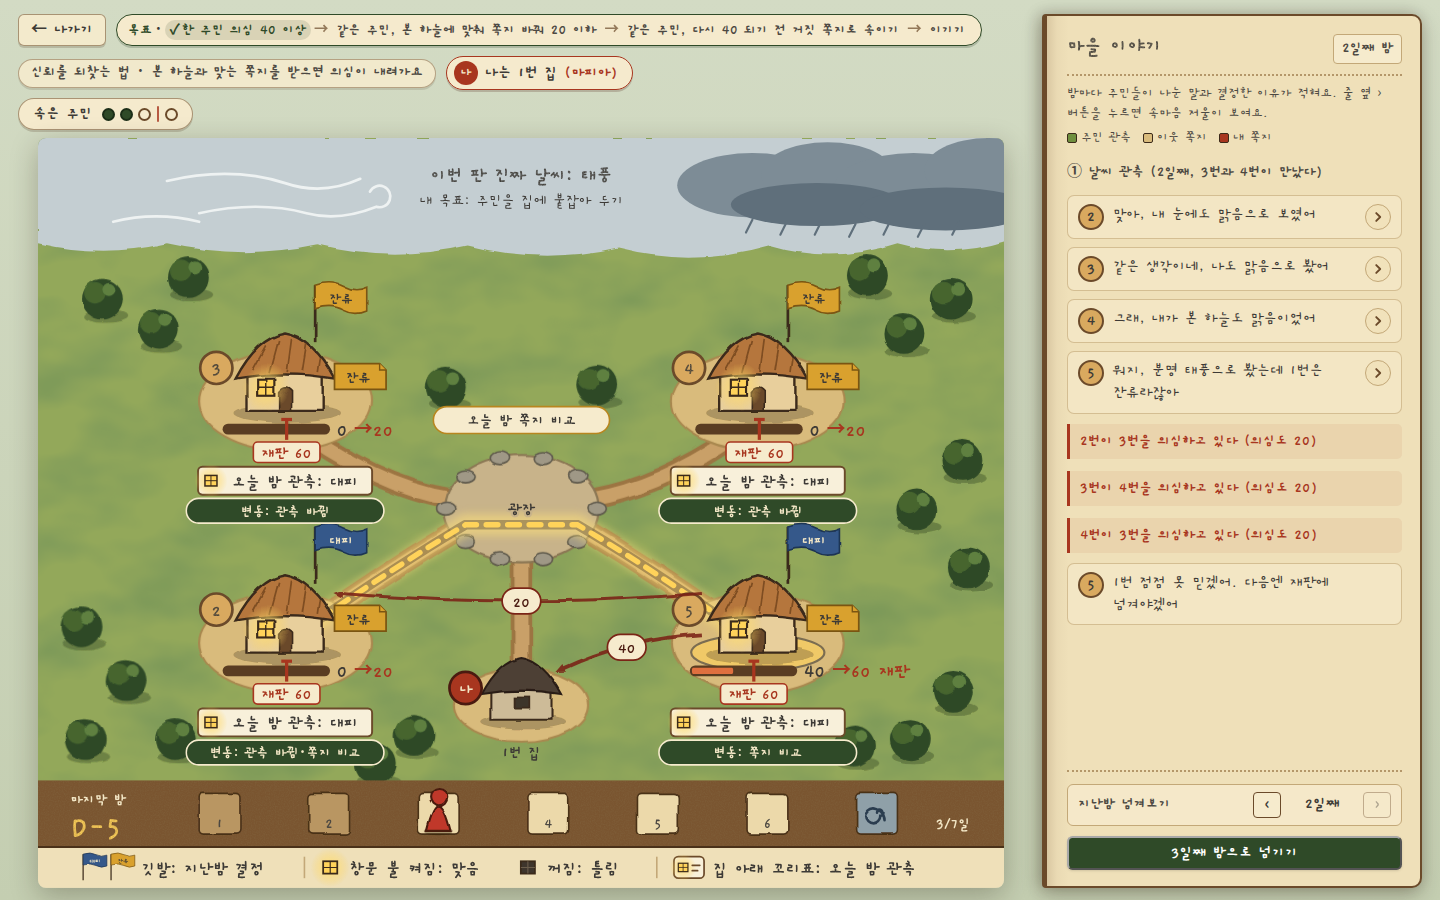 ← 나가기
목표 · ✓한 주민 의심 40 이상 → 같은 주민, 본 하늘에 맞춰 쪽지 바꿔 20 이하 → 같은 주민, 다시 40 되기 전 거짓 쪽지로 속이기 → 이기기
신뢰를 되찾는 법 · 본 하늘과 맞는 쪽지를 받으면 의심이 내려가요
나 나는 1번 집 (마피아)
속은 주민
이번 판 진짜 날씨: 태풍
내 목표: 주민을 집에 붙잡아 두기
잔류
잔류
3
잔류
4
잔류
오늘 밤 쪽지 비교
0 →20
0 →20
재판 60
재판 60
오늘 밤 관측: 대피
오늘 밤 관측: 대피
변동: 관측 바뀜
광장
변동: 관측 바뀜
대피
대피
2
잔류
20
5
잔류
40
0 →20
나
40 →60 재판
재판 60
재판 60
오늘 밤 관측: 대피
오늘 밤 관측: 대피
변동: 관측 바뀜·쪽지 비교
1번 집
변동: 쪽지 비교
마지막 밤
D-5
1
2
4
5
6
3/7일
대피
잔류
깃발: 지난밤 결정
창문 불 켜짐: 맞음
꺼짐: 틀림
집 아래 꼬리표: 오늘 밤 관측
마을 이야기
2일째 밤
밤마다 주민들이 나눈 말과 결정한 이유가 적혀요. 줄 옆 ›
버튼을 누르면 속마음 저울이 보여요.
주민 관측
이웃 쪽지
내 쪽지
① 날씨 관측 (2일째, 3번과 4번이 만났다)
2 맞아, 내 눈에도 맑음으로 보였어
3 같은 생각이네, 나도 맑음으로 봤어
4 그래, 내가 본 하늘도 맑음이었어
5 뭐지, 분명 태풍으로 봤는데 1번은
잔류라잖아
2번이 3번을 의심하고 있다 (의심도 20)
3번이 4번을 의심하고 있다 (의심도 20)
4번이 3번을 의심하고 있다 (의심도 20)
5 1번 점점 못 믿겠어. 다음엔 재판에
넘겨야겠어
지난밤 넘겨보기
‹ 2일째 ›
3일째 밤으로 넘기기